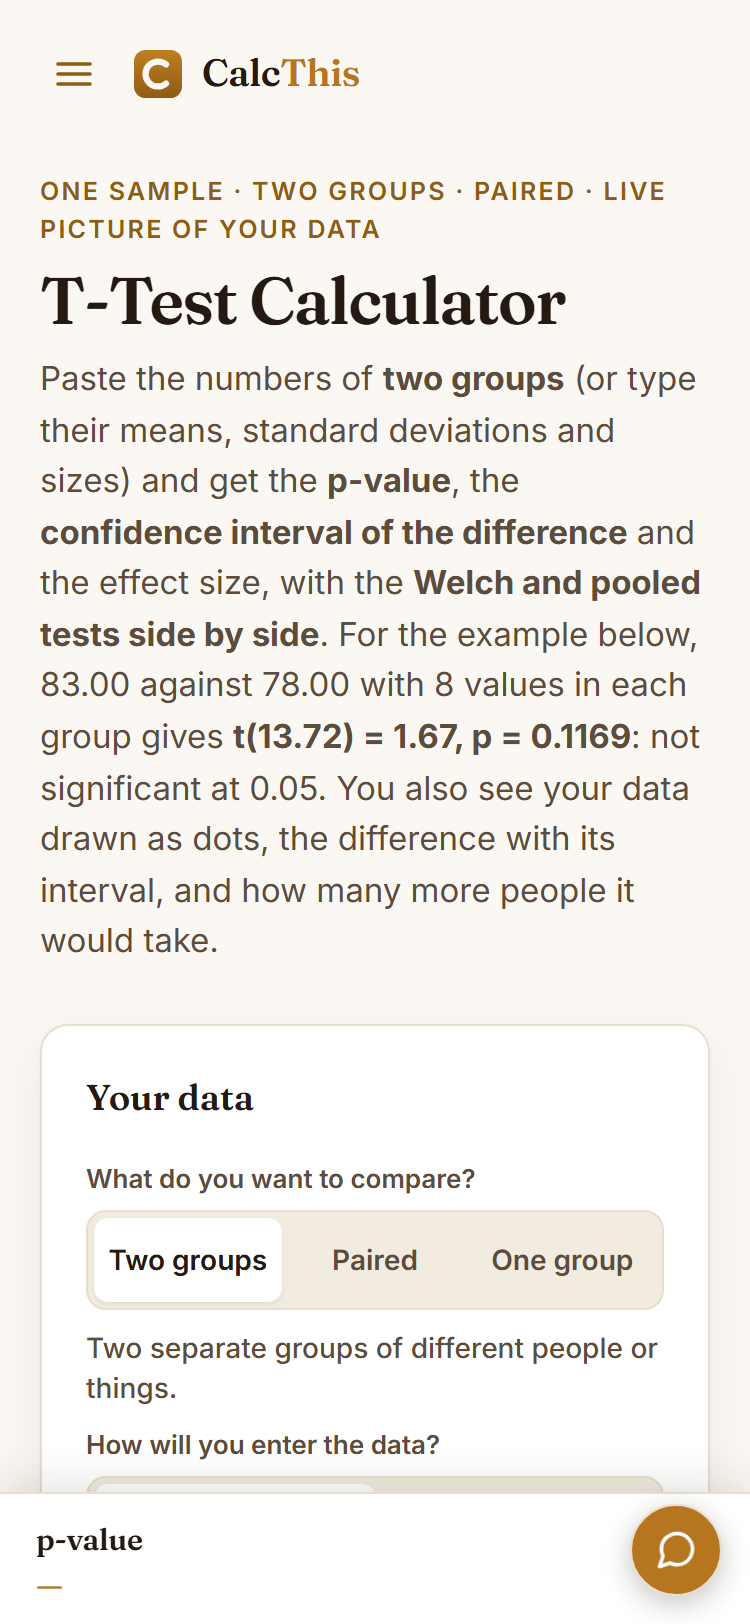 CalcThis
ONE SAMPLE · TWO GROUPS · PAIRED · LIVE
PICTURE OF YOUR DATA
T-Test Calculator
Paste the numbers of two groups (or type
their means, standard deviations and
sizes) and get the p-value, the
confidence interval of the difference and
the effect size, with the Welch and pooled
tests side by side. For the example below,
83.00 against 78.00 with 8 values in each
group gives t(13.72) = 1.67, p = 0.1169: not
significant at 0.05. You also see your data
drawn as dots, the difference with its
interval, and how many more people it
would take.
Your data
What do you want to compare?
Two groups Paired One group
Two separate groups of different people or
things.
How will you enter the data?
p-value
—